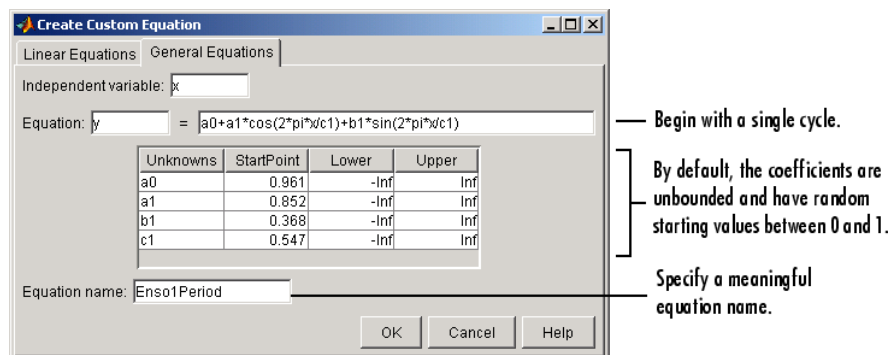 Create Custom Equation
Linear Equations General Equations
Independent variable: x
Equation: y = a0+a1*cos(2*pi*x/c1)+b1*sin(2*pi*x/c1)
Begin with a single cycle.
Unknowns StartPoint Lower Upper
a0 0.961 -Inf Inf
a1 0.852 -Inf Inf
b1 0.368 -Inf Inf
c1 0.547 -Inf Inf
By default, the coefficients are
unbounded and have random
starting values between 0 and 1.
Equation name: Enso1Period
Specify a meaningful
equation name.
OK Cancel Help